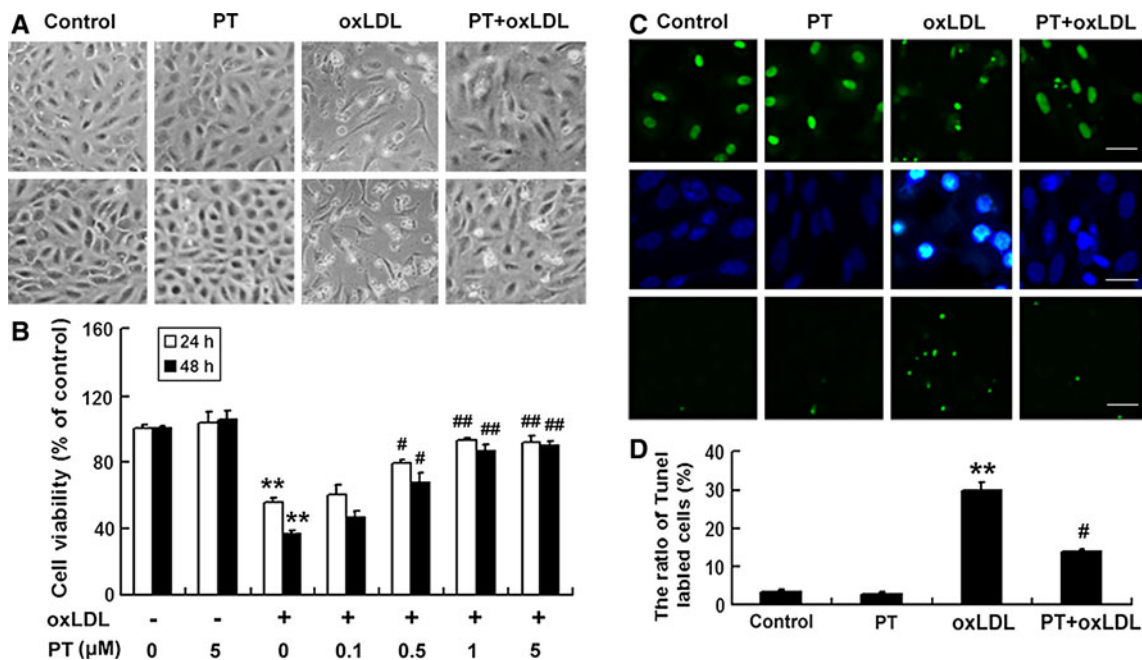 A
Control PT oxLDL PT+oxLDL
B
Cell viability (% of control)
160
120
80
40
0
24 h
48 h
**
**
# #
## ##
## ##
oxLDL - - + + + + +
PT (μM) 0 5 0 0.1 0.5 1 5
C
Control PT oxLDL PT+oxLDL
D
The ratio of Tunel
labled cells (%)
40
30
20
10
0
**
#
Control PT oxLDL PT+oxLDL